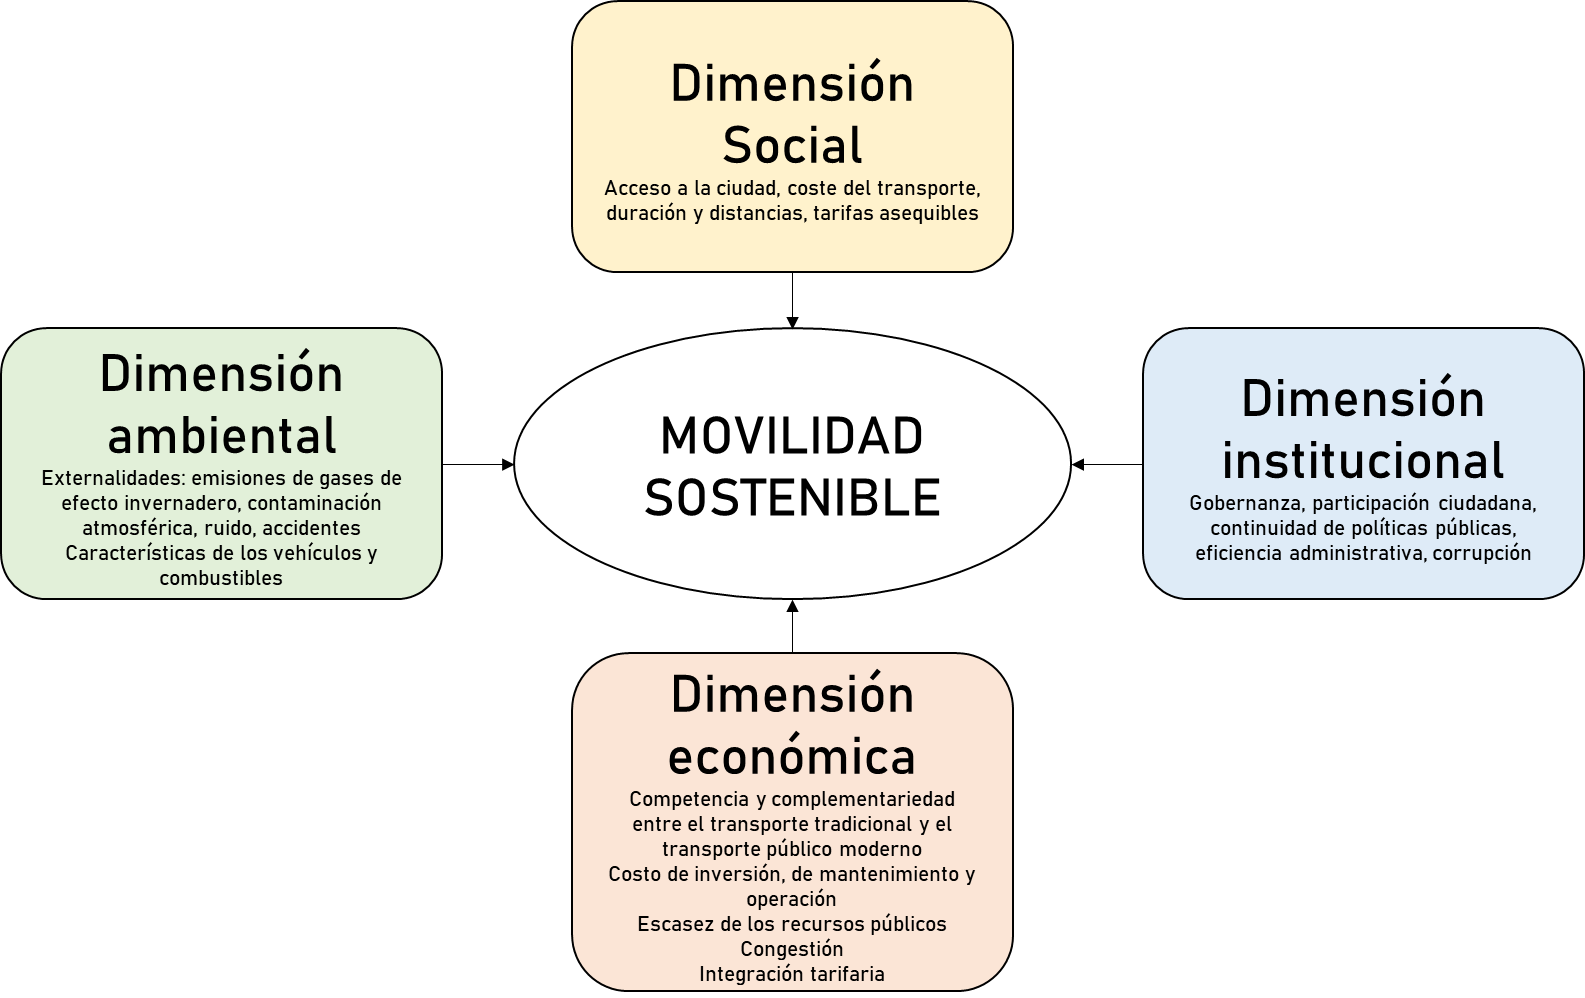 Dimensión
Social
Acceso a la ciudad, coste del transporte,
duración y distancias, tarifas asequibles
Dimensión
ambiental
Externalidades: emisiones de gases de
efecto invernadero, contaminación
atmosférica, ruido, accidentes
Características de los vehículos y
combustibles
MOVILIDAD
SOSTENIBLE
Dimensión
institucional
Gobernanza, participación ciudadana,
continuidad de políticas públicas,
eficiencia administrativa, corrupción
Dimensión
económica
Competencia y complementariedad
entre el transporte tradicional y el
transporte público moderno
Costo de inversión, de mantenimiento y
operación
Escasez de los recursos públicos
Congestión
Integración tarifaria